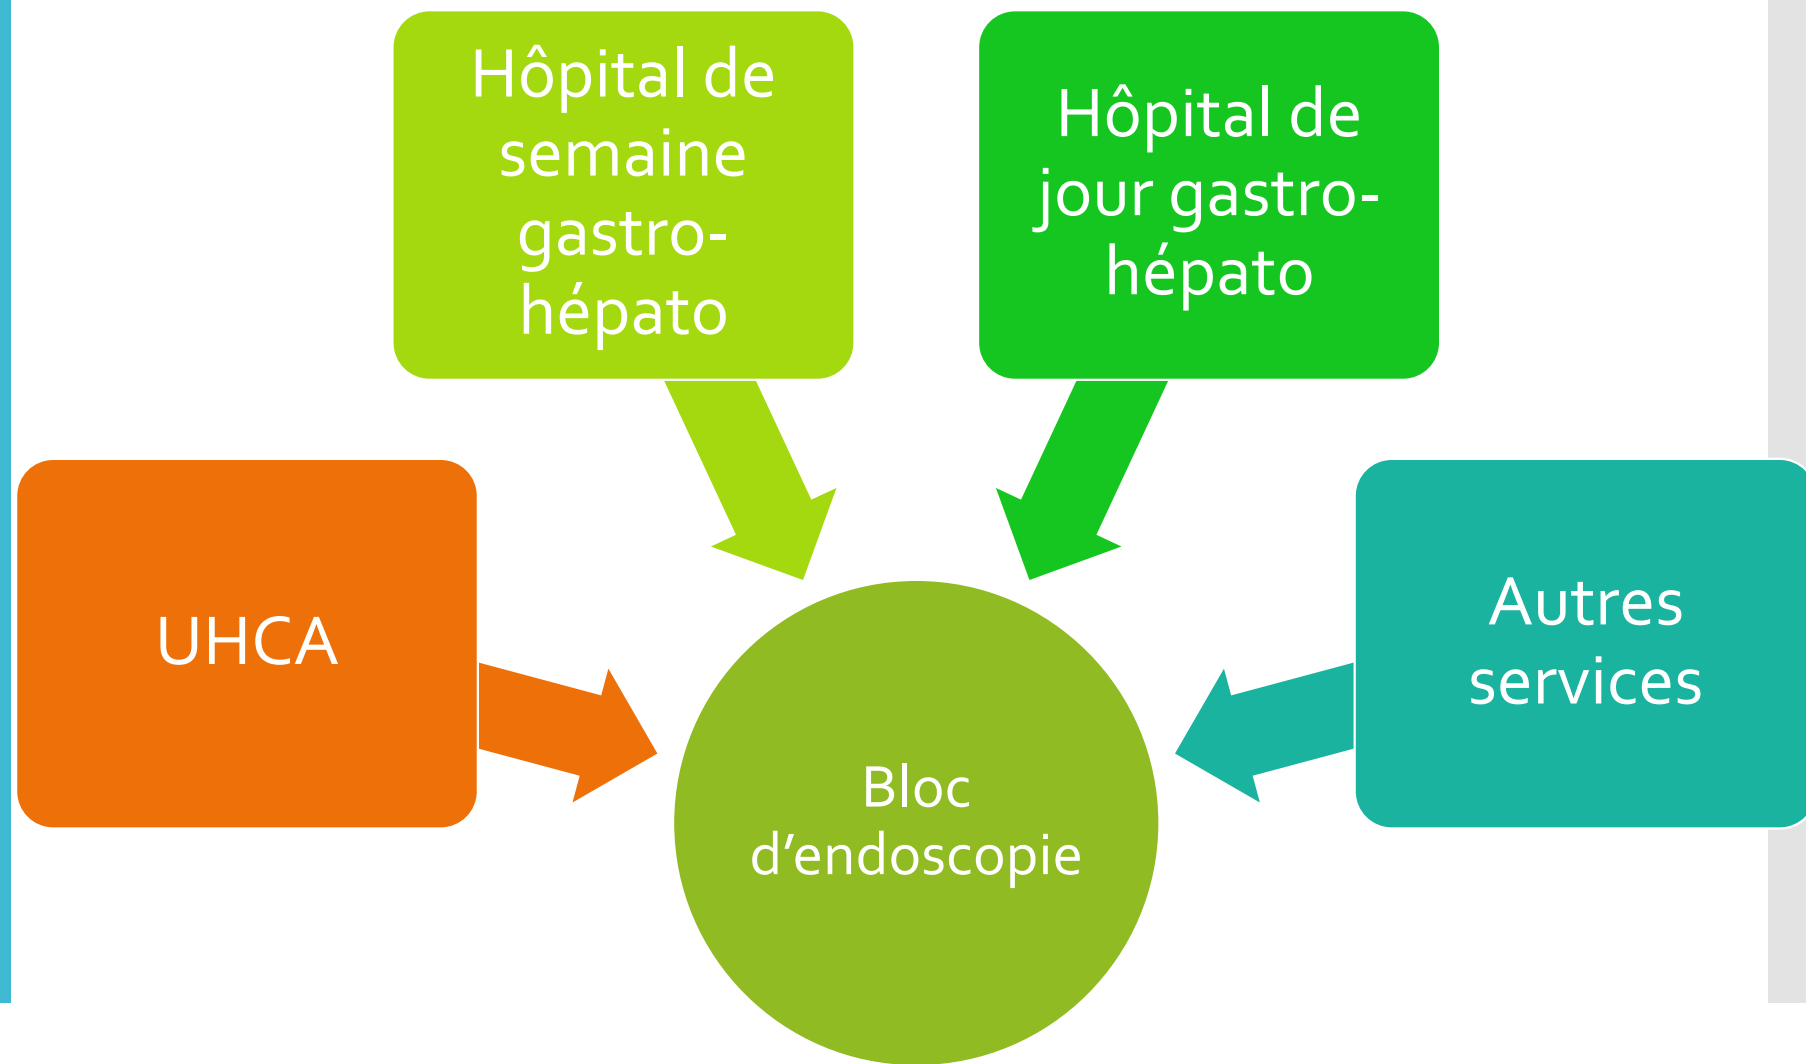 Hôpital de
semaine
gastro-
hépato
Hôpital de
jour gastro-
hépato
UHCA
Autres
services
Bloc
d’endoscopie